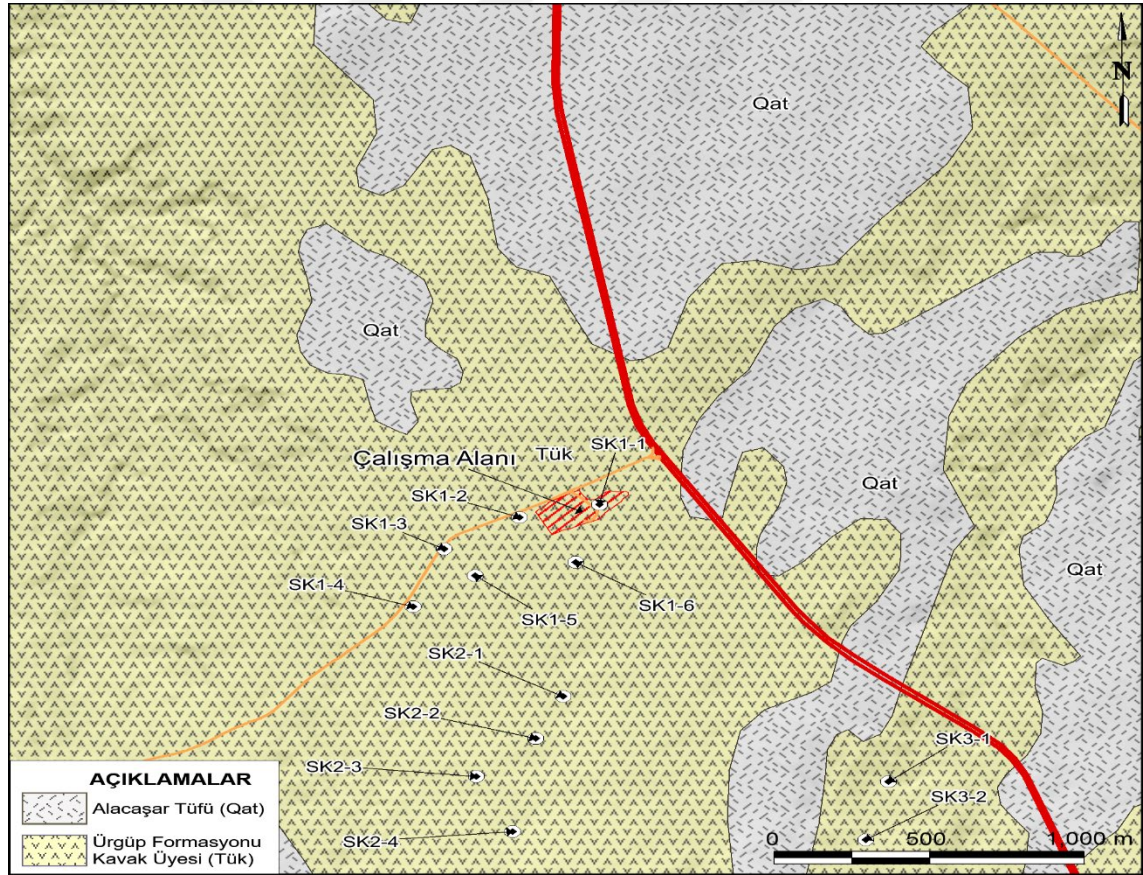 Qat
N
Qat
SK1-1
Çalışma Alanı
Tük
Qat
SK1-2
SK1-3
Qat
SK1-4
SK1-6
SK1-5
SK2-1
SK2-2
SK3-1
SK2-3
AÇIKLAMALAR
SK3-2
Alacaşar Tüfü (Qat)
0 500 1 000 m
SK2-4
Ürgüp Formasyonu
Kavak Üyesi (Tük)